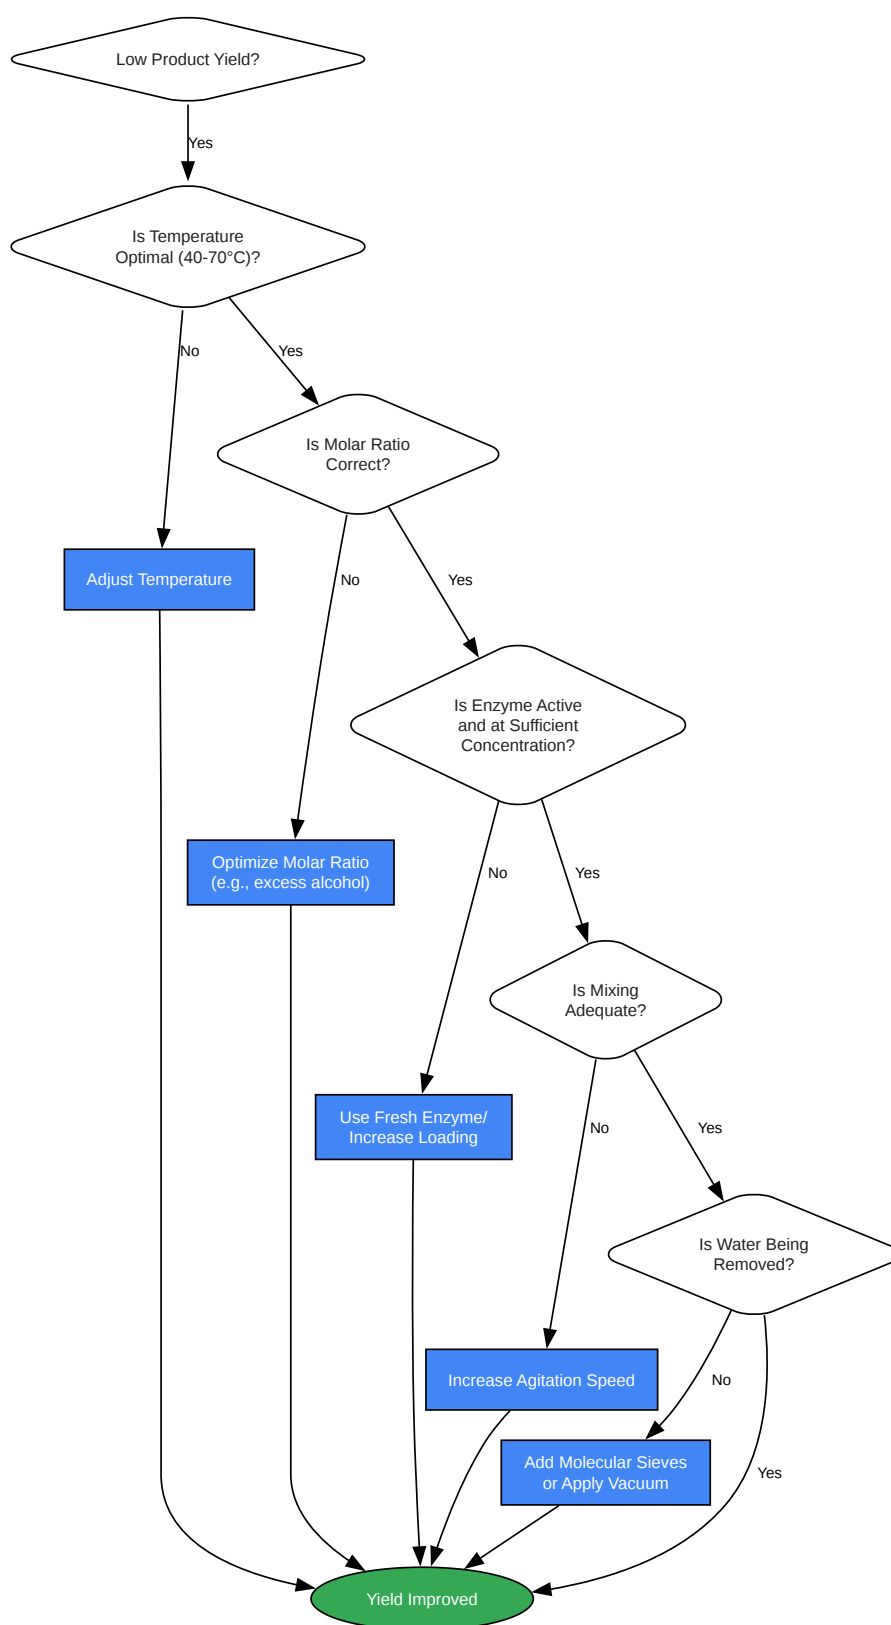 Low Product Yield?
Yes
Is Temperature
Optimal (40-70°C)?
No
Yes
Is Molar Ratio
Correct?
Adjust Temperature
No
Yes
Is Enzyme Active
and at Sufficient
Concentration?
Optimize Molar Ratio
(e.g., excess alcohol)
No
Yes
Is Mixing
Adequate?
Use Fresh Enzyme/
Increase Loading
No
Yes
Is Water Being
Removed?
Increase Agitation Speed
No
Add Molecular Sieves
or Apply Vacuum
Yes
Yield Improved